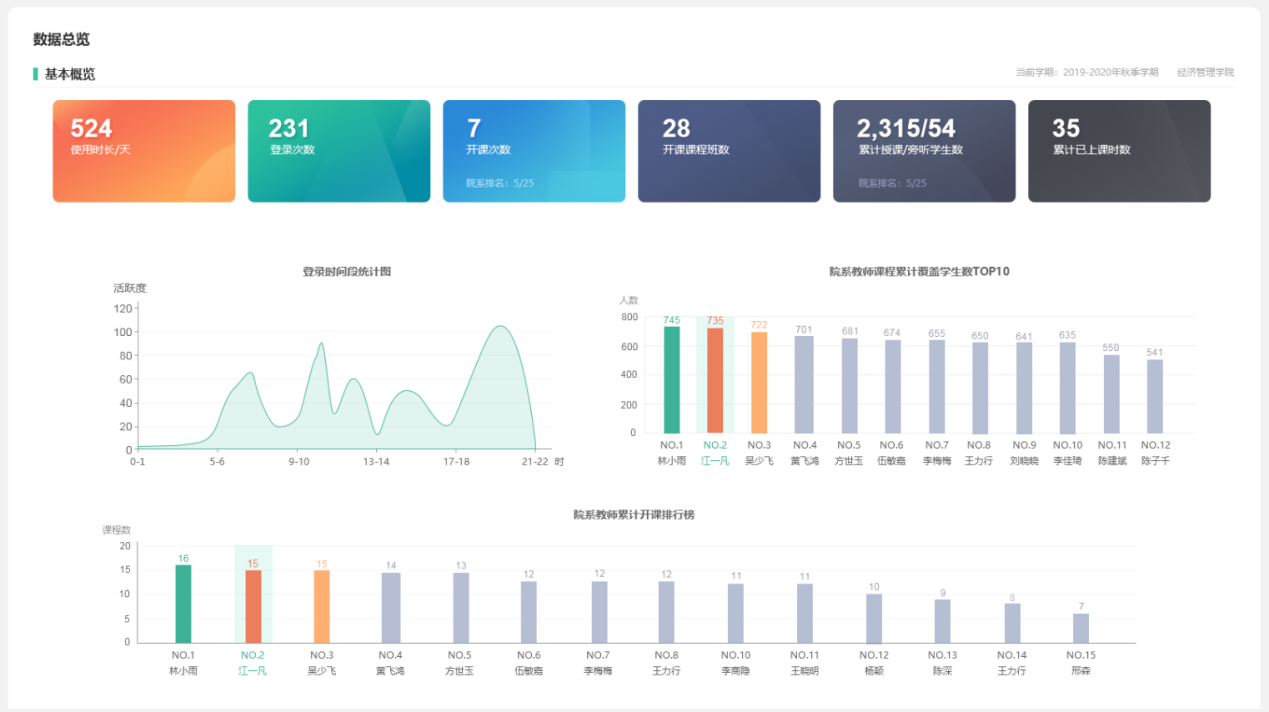 数据总览
基本概览
当前学期：2019-2020年秋季学期 经济管理学院
524
使用时长/天
231
登录次数
7
开课次数
院系排名：5/25
28
开课课程班数
2,315/54
累计授课/旁听学生数
院系排名：5/25
35
累计已上课时数
登录时间段统计图
活跃度
120
100
80
60
40
20
0
0-1 5-6 9-10 13-14 17-18 21-22 时
院系教师课程累计覆盖学生数TOP10
人数
800
600
400
200
0
745 735 722 701 681 674 655 650 641 635 550 541
NO.1 NO.2 NO.3 NO.4 NO.5 NO.6 NO.7 NO.8 NO.9 NO.10 NO.11 NO.12
林小雨 江一凡 吴少飞 黄飞鸿 方世玉 伍敏嘉 李梅梅 王力行 刘晓晓 李佳琦 陈建斌 陈子千
院系教师累计开课排行榜
课程数
20
15
10
5
0
16 15 15 14 13 12 12 12 11 11 10 9 8 7
NO.1 NO.2 NO.3 NO.4 NO.5 NO.6 NO.7 NO.8 NO.10 NO.11 NO.12 NO.13 NO.14 NO.15
林小雨 江一凡 吴少飞 黄飞鸿 方世玉 伍敏嘉 李梅梅 王力行 李商隐 王晓明 杨颖 陈深 王力行 邢森